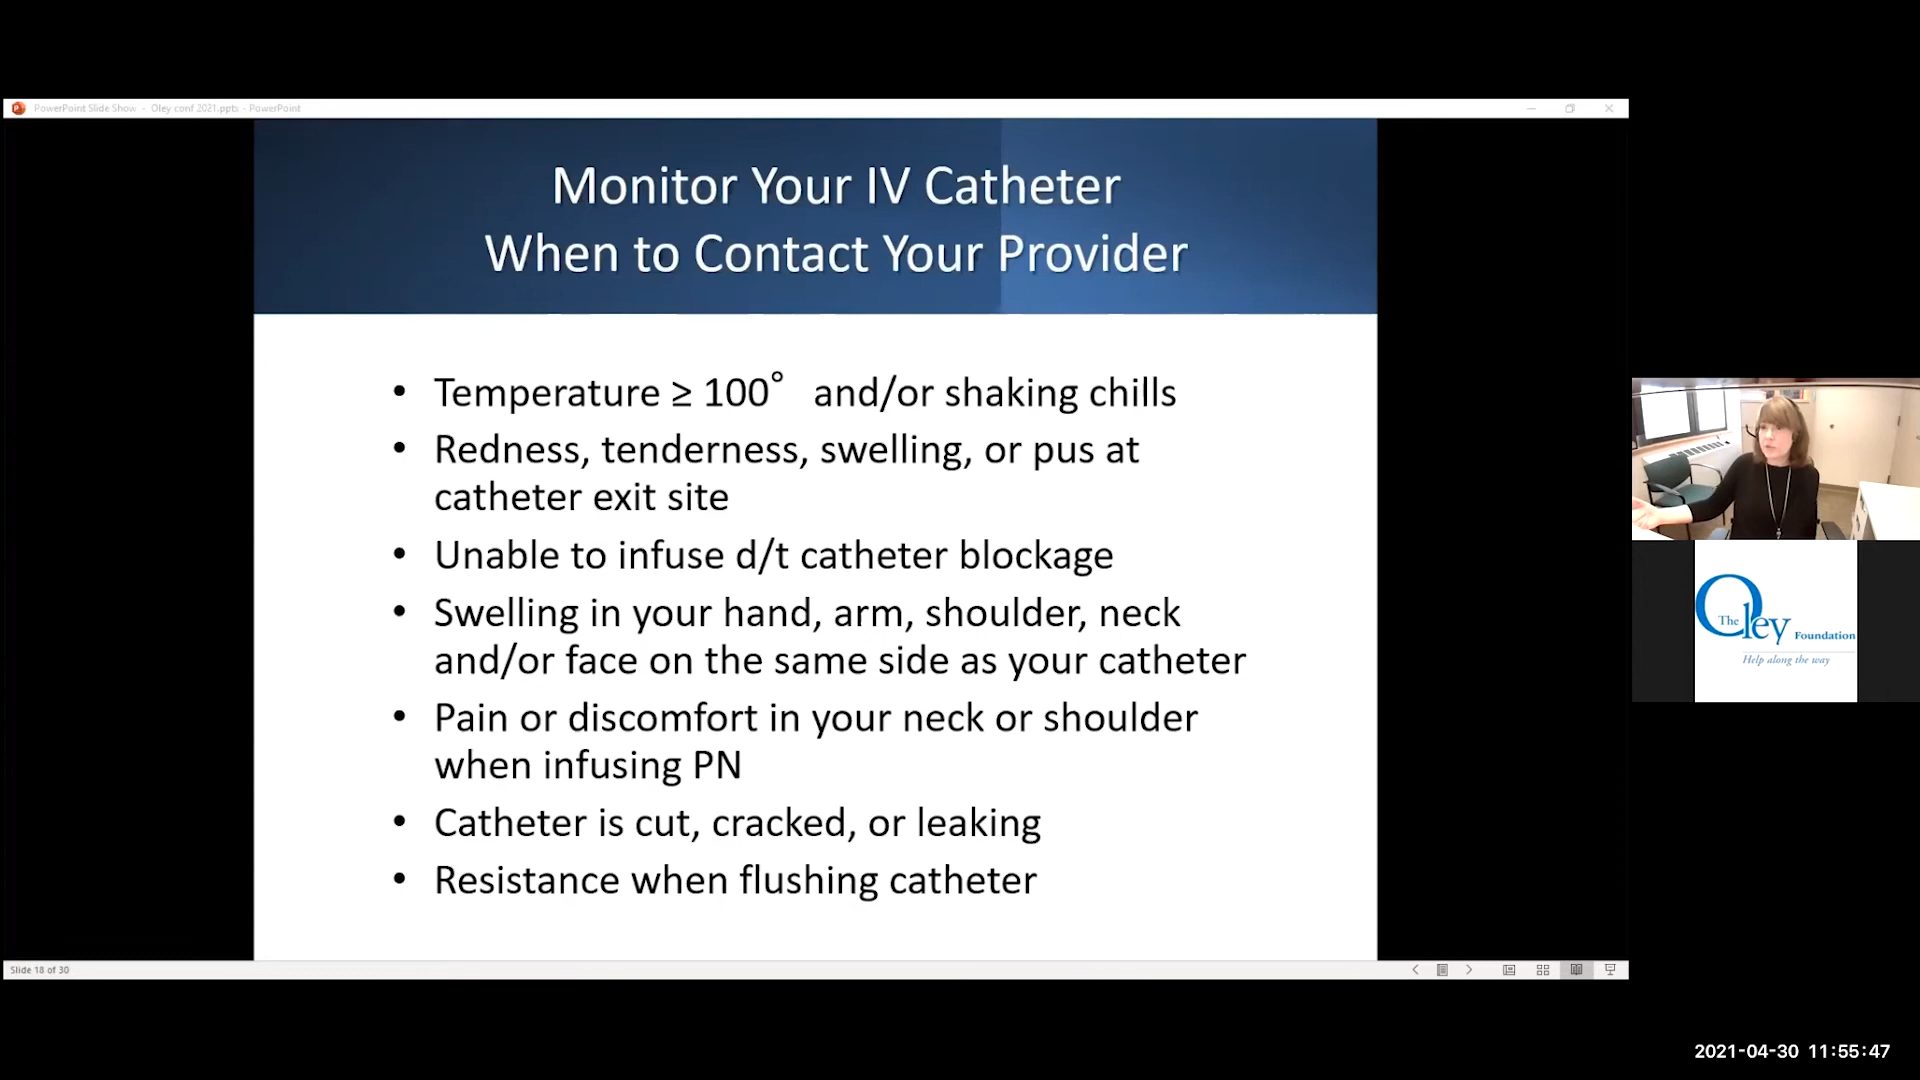 PowerPoint Slide Show - Oley conf 2021.pptx - PowerPoint
Monitor Your IV Catheter
When to Contact Your Provider
• Temperature ≥ 100° and/or shaking chills
• Redness, tenderness, swelling, or pus at
catheter exit site
• Unable to infuse d/t catheter blockage
• Swelling in your hand, arm, shoulder, neck
and/or face on the same side as your catheter
• Pain or discomfort in your neck or shoulder
when infusing PN
• Catheter is cut, cracked, or leaking
• Resistance when flushing catheter
The Oley Foundation
Help along the way
Slide 18 of 30
2021-04-30 11:55:47